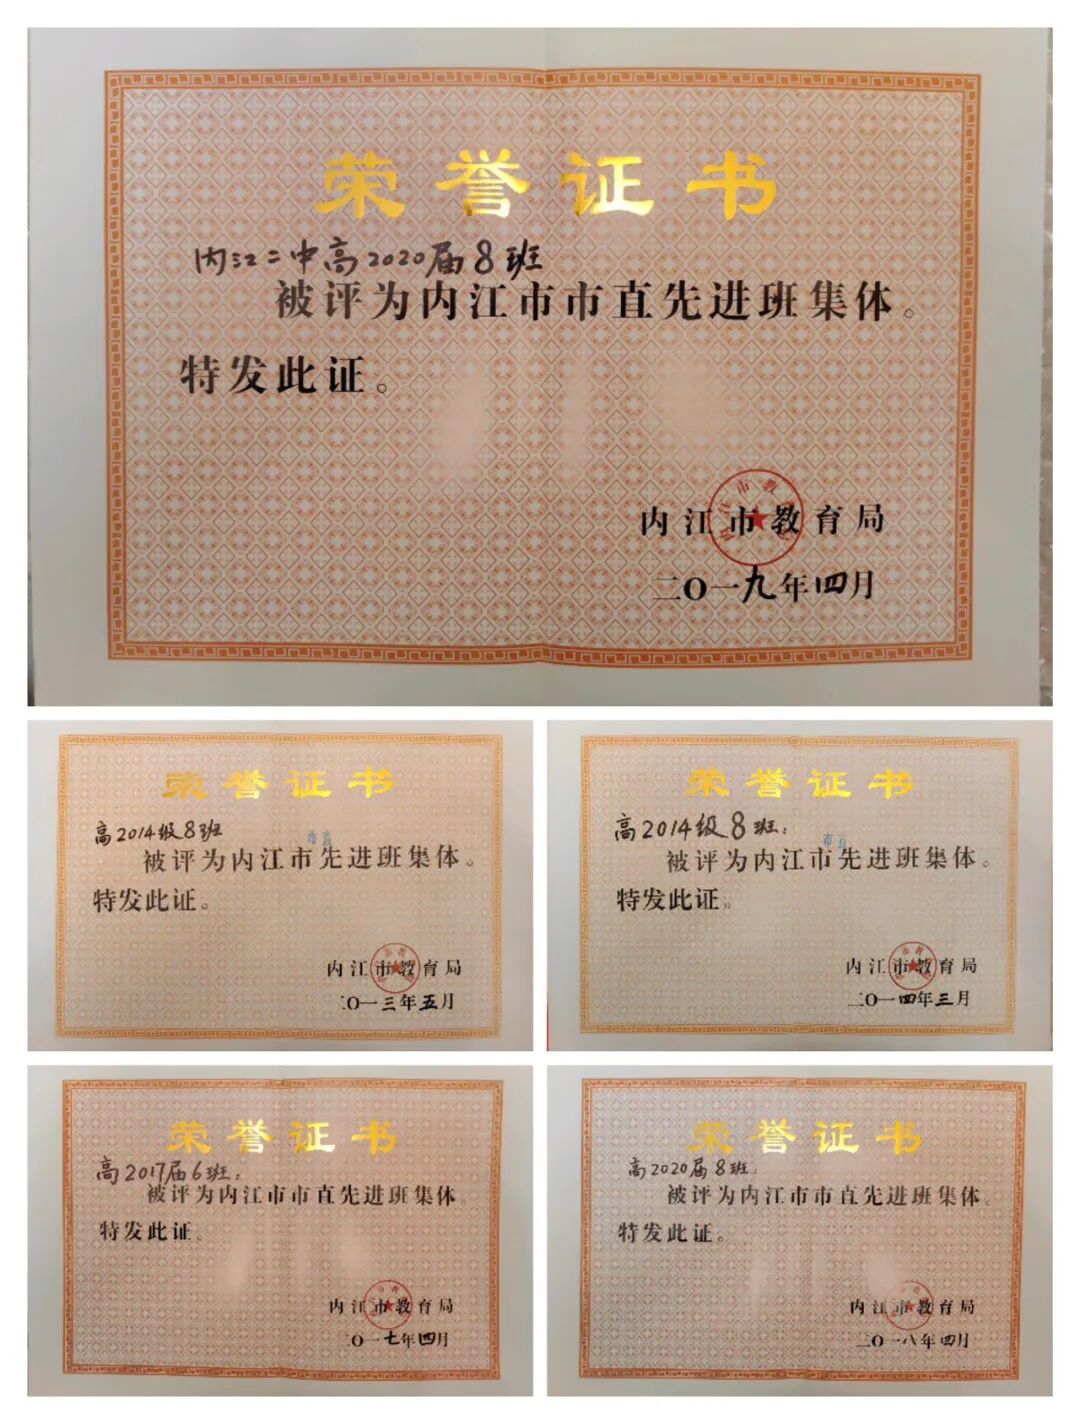 荣誉证书
内江二中高2020届8班
被评为内江市市直先进班集体。
特发此证。
内江市教育局
二〇一九年四月
荣誉证书
高2014级8班
市直
被评为内江市先进班集体。
特发此证。
内江市教育局
二〇一三年五月
荣誉证书
高2014级8班：
市直
被评为内江市先进班集体。
特发此证。
内江市教育局
二〇一四年三月
荣誉证书
高2017届6班：
被评为内江市市直先进班集体。
特发此证。
内江市教育局
二〇一七年四月
荣誉证书
高2020届8班：
被评为内江市市直先进班集体。
特发此证。
内江市教育局
二〇一八年四月